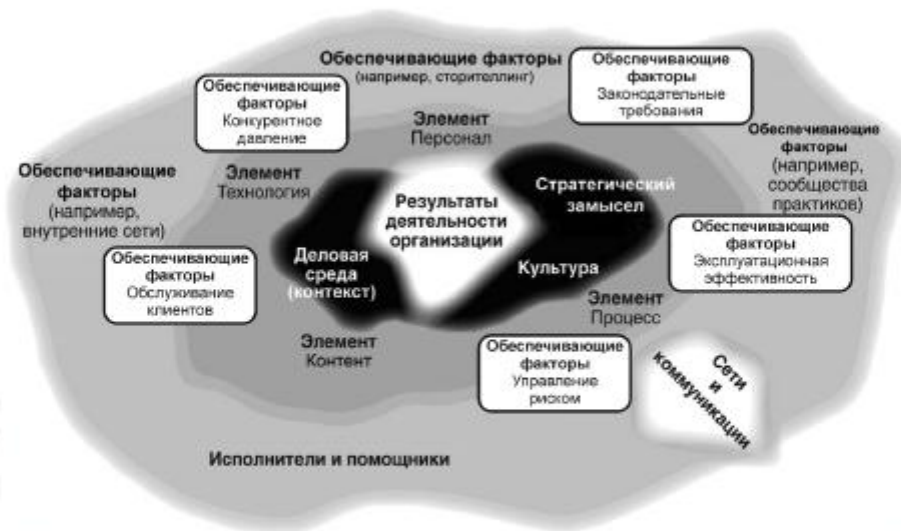 Обеспечивающие факторы
(например, сторителлинг)
Обеспечивающие
факторы
Законодательные
требования
Обеспечивающие
факторы
Конкурентное
давление
Элемент
Персонал
Обеспечивающие
факторы
(например,
сообщества
практиков)
Обеспечивающие
факторы
(например,
внутренние сети)
Элемент
Технология
Результаты
деятельности
организации
Стратегический
замысел
Обеспечивающие
факторы
Эксплуатационная
эффективность
Обеспечивающие
факторы
Обслуживание
клиентов
Деловая
среда
(контекст)
Культура
Элемент
Процесс
Элемент
Контент
Обеспечивающие
факторы
Управление
риском
Сети
и
коммуникации
Исполнители и помощники